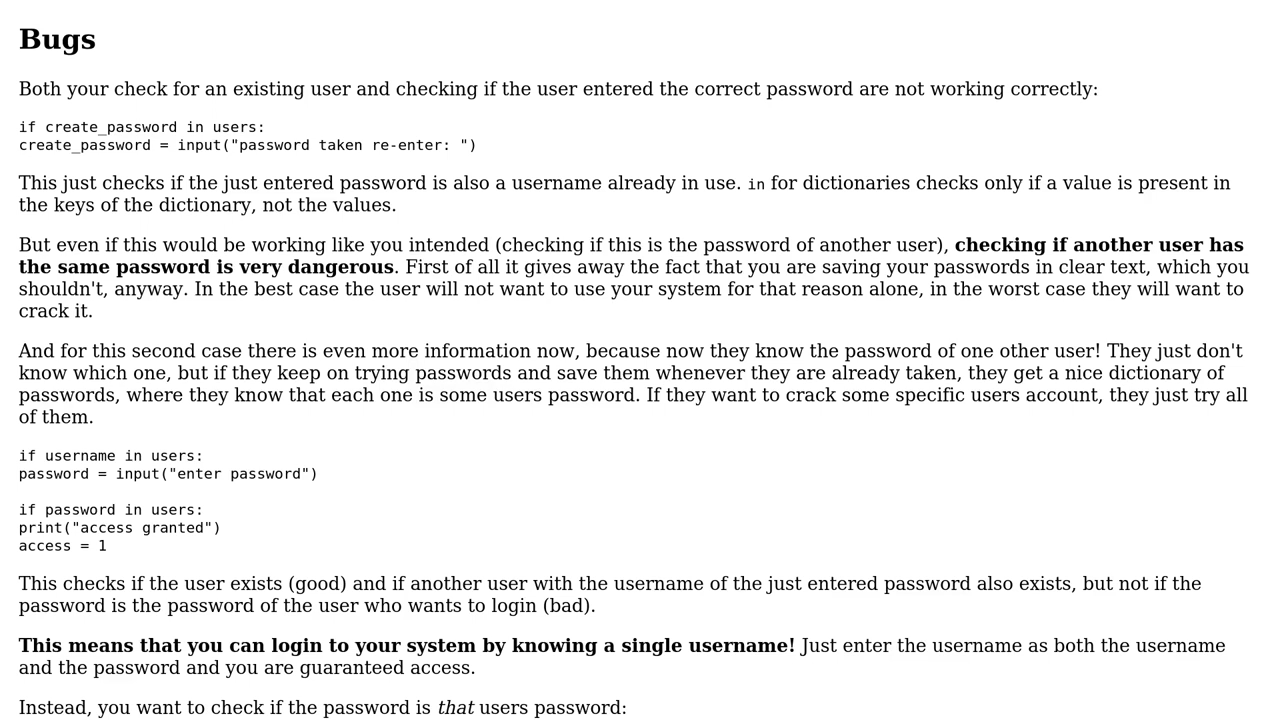 Bugs
Both your check for an existing user and checking if the user entered the correct password are not working correctly:
if create_password in users:
create_password = input("password taken re-enter: ")
This just checks if the just entered password is also a username already in use. in for dictionaries checks only if a value is present in
the keys of the dictionary, not the values.
But even if this would be working like you intended (checking if this is the password of another user), checking if another user has
the same password is very dangerous. First of all it gives away the fact that you are saving your passwords in clear text, which you
shouldn't, anyway. In the best case the user will not want to use your system for that reason alone, in the worst case they will want to
crack it.
And for this second case there is even more information now, because now they know the password of one other user! They just don't
know which one, but if they keep on trying passwords and save them whenever they are already taken, they get a nice dictionary of
passwords, where they know that each one is some users password. If they want to crack some specific users account, they just try all
of them.
if username in users:
password = input("enter password")
if password in users:
print("access granted")
access = 1
This checks if the user exists (good) and if another user with the username of the just entered password also exists, but not if the
password is the password of the user who wants to login (bad).
This means that you can login to your system by knowing a single username! Just enter the username as both the username
and the password and you are guaranteed access.
Instead, you want to check if the password is that users password: